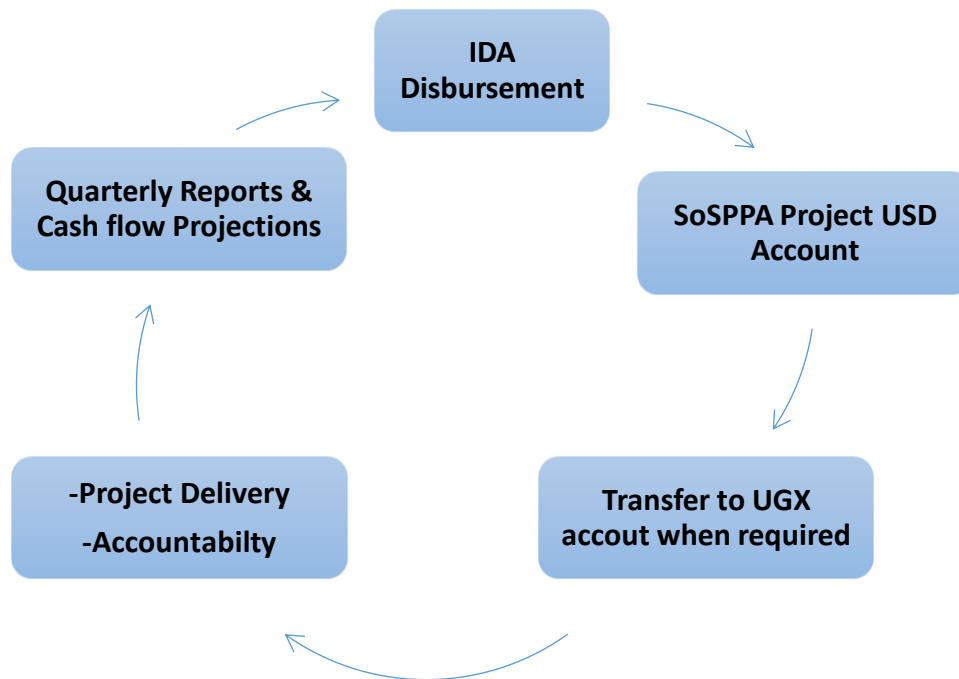 IDA
Disbursement
SoSPPA Project USD
Account
Transfer to UGX
accout when required
-Project Delivery
-Accountabilty
Quarterly Reports &
Cash flow Projections